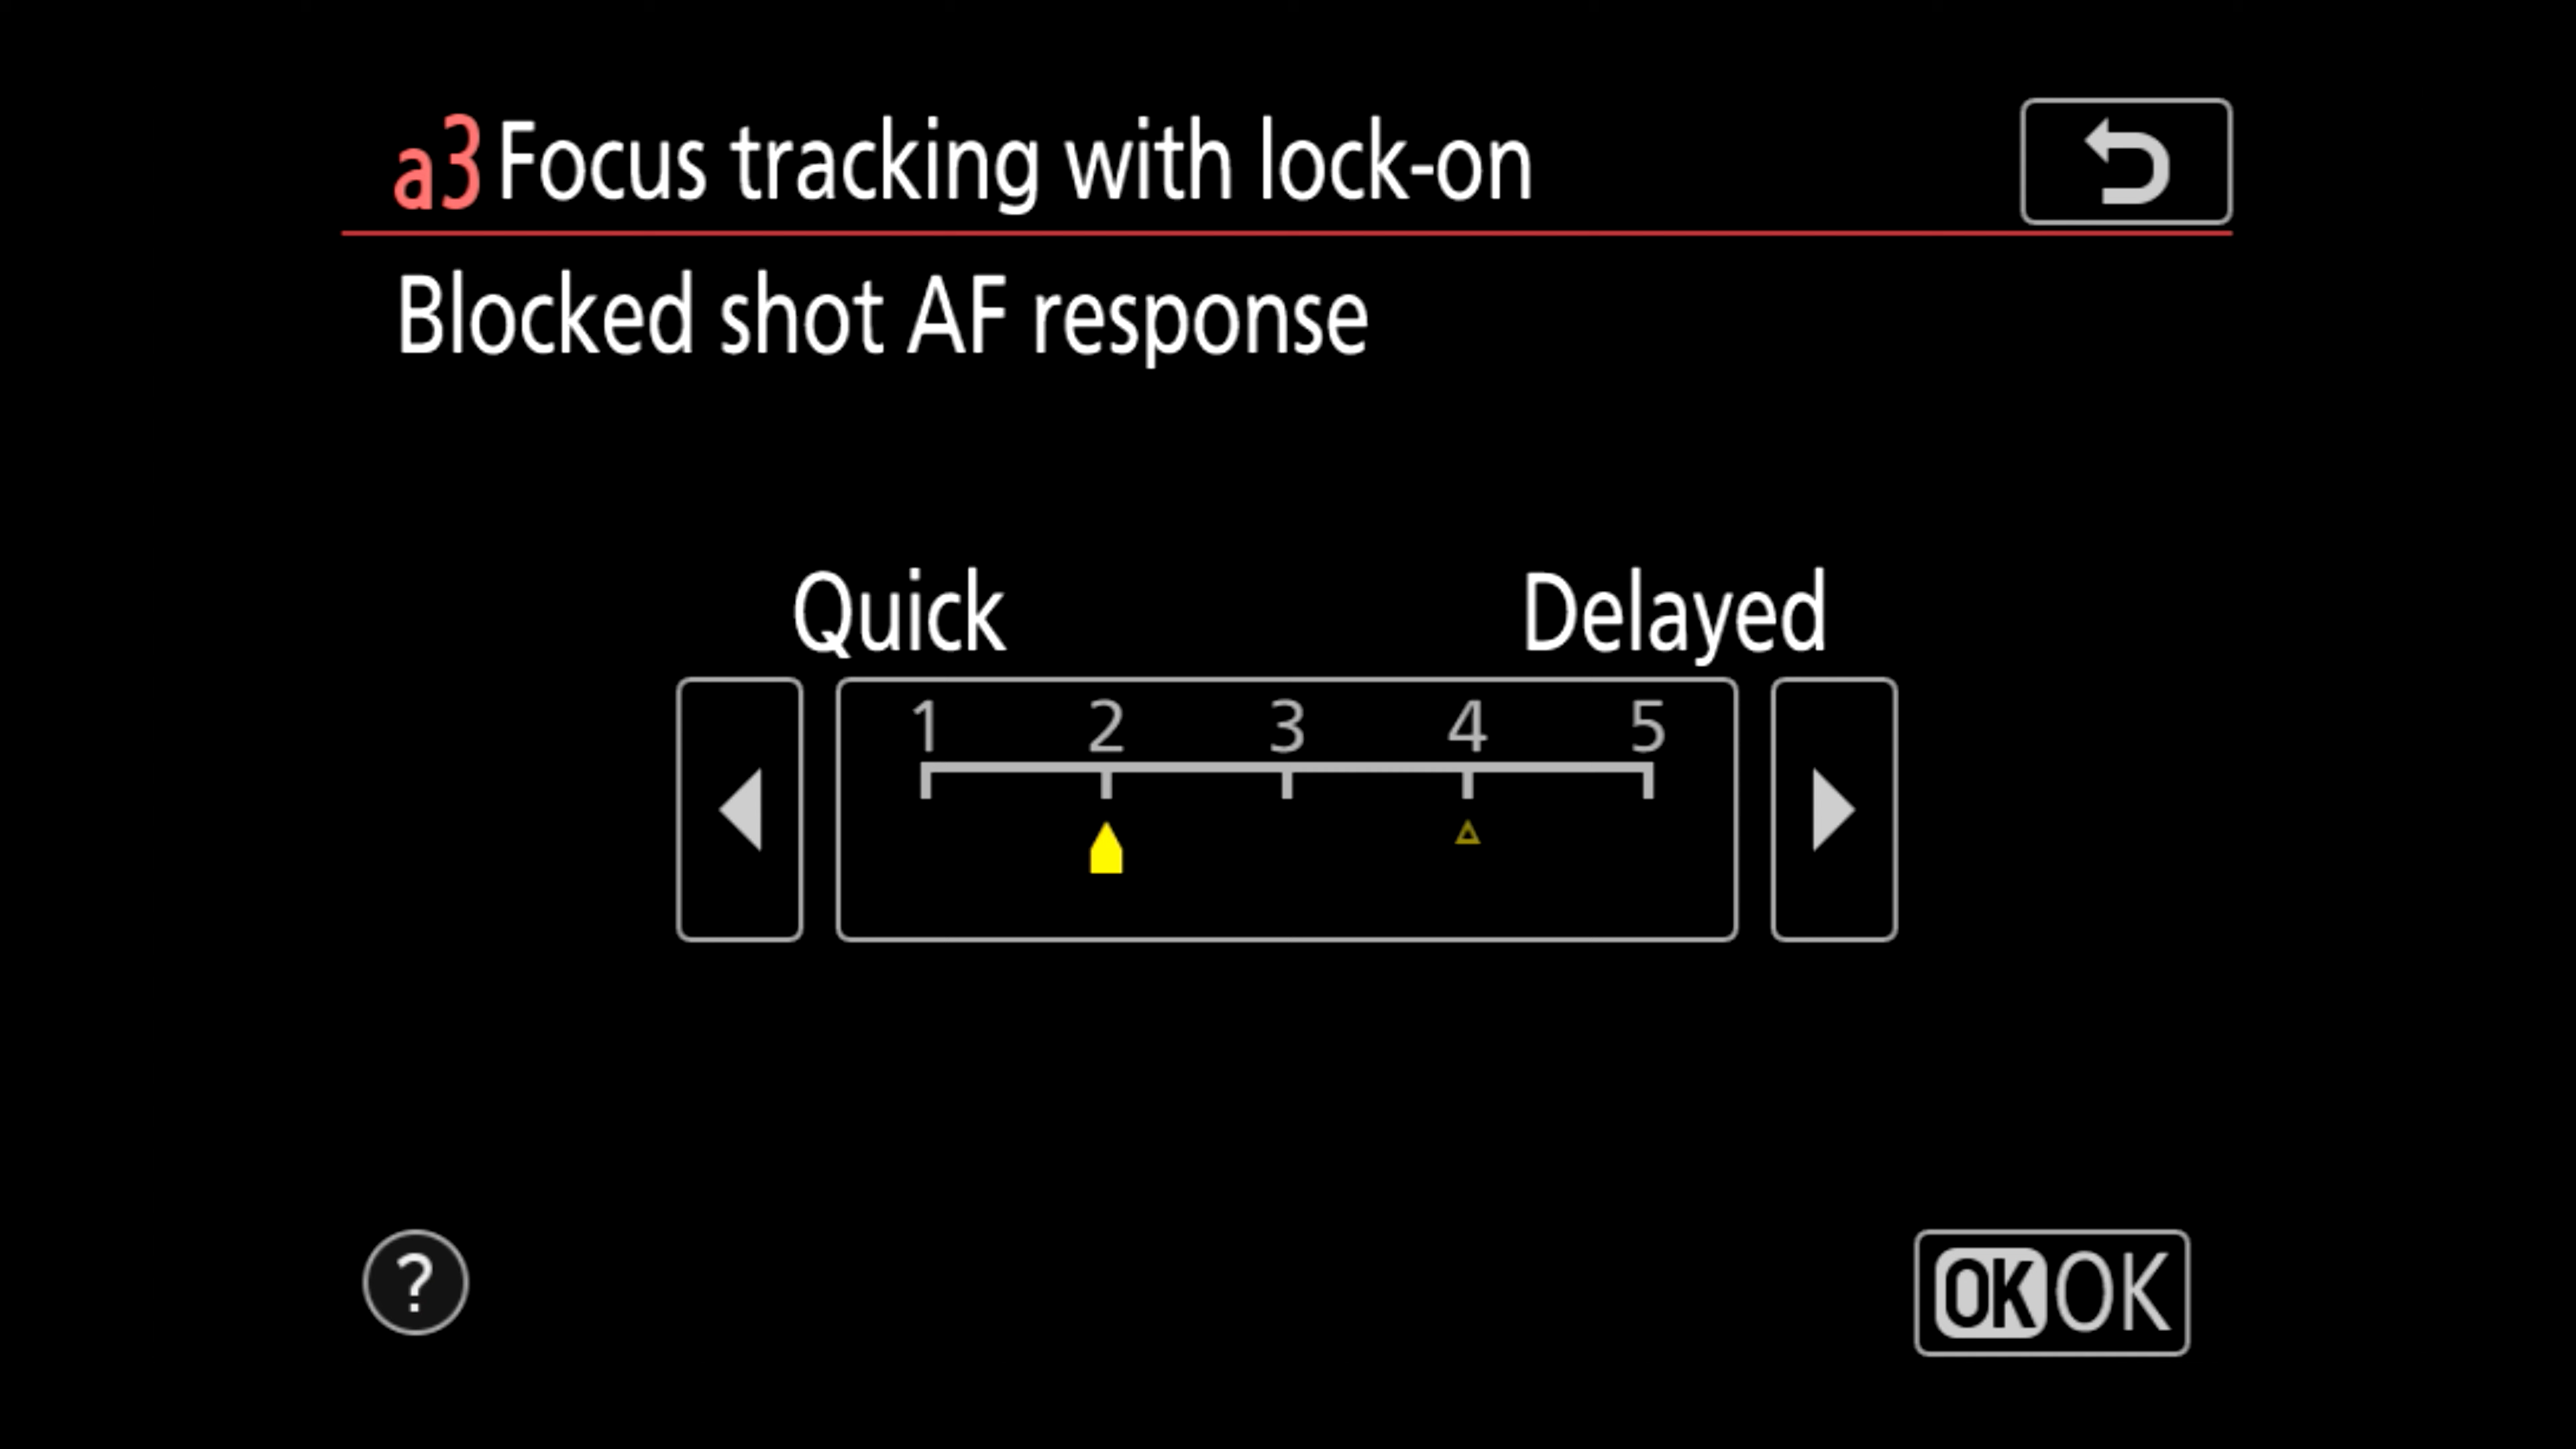 a3 Focus tracking with lock-on
Blocked shot AF response
Quick Delayed
1 2 3 4 5
? OK OK